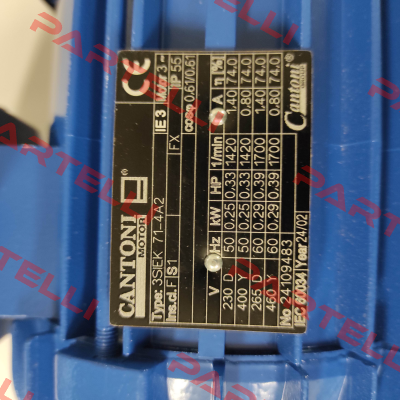 CANTONI
MOTOR
CE
IE3 Motor 3 ~
Type: 3SIEK 71-4A2 IP 55
Ins.cl. F S1 FX cosφ 0.61/0.61
V Hz kW HP 1/min A η [%]
230 D 50 0.25 0.33 1420 1.40 74.0
400 Y 50 0.25 0.33 1420 0.80 74.0
265 D 60 0.29 0.39 1700 1.40 74.0
460 Y 60 0.29 0.39 1700 0.80 74.0
No 24109483
IEC 60034 Year 24/02
Cantoni
PARTELLI
PARTELLI
PARTELLI
PARTELLI
PARTELLI